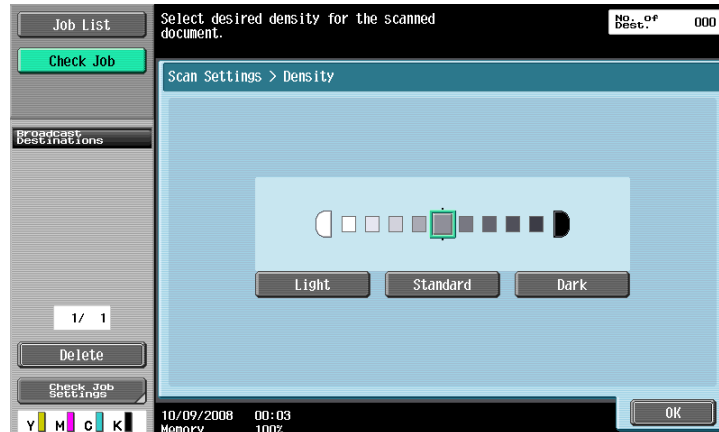 Job List
Check Job
Select desired density for the scanned
document.
No. of
Dest.
000
Scan Settings > Density
Broadcast
Destinations
Light
Standard
Dark
1/ 1
Delete
Check Job
Settings
Y M C K
10/09/2008 00:03
Memory 100%
OK